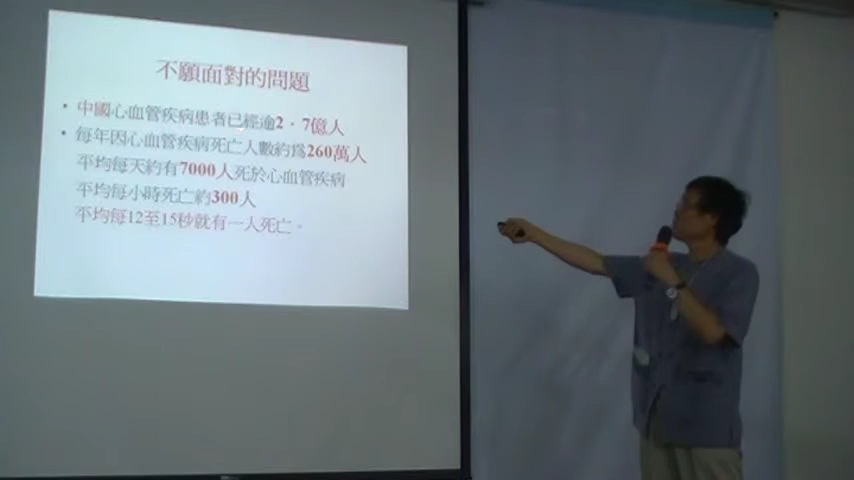 不願面對的問題
• 中國心血管疾病患者已經逾2．7億人
• 每年因心血管疾病死亡人數約為260萬人
平均每天約有7000人死於心血管疾病
平均每小時死亡約300人
平均每12至15秒就有一人死亡。